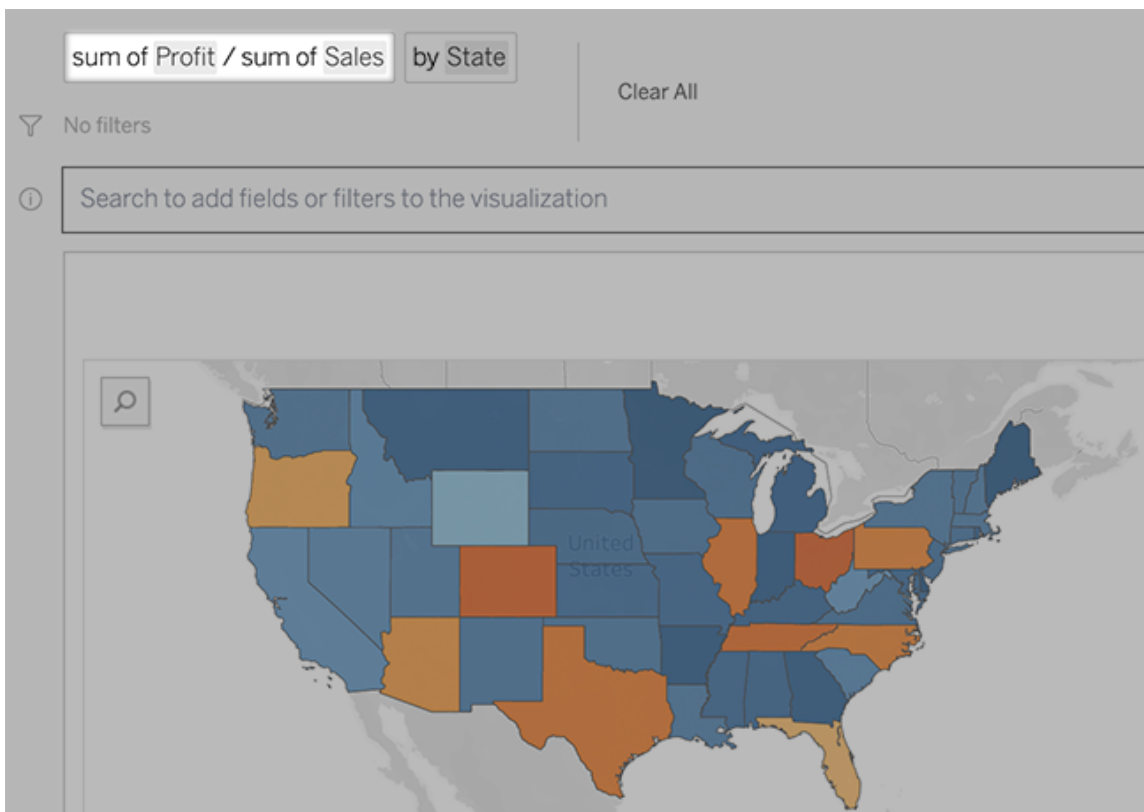 sum of Profit / sum of Sales by State
Clear All
No filters
Search to add fields or filters to the visualization
United
States